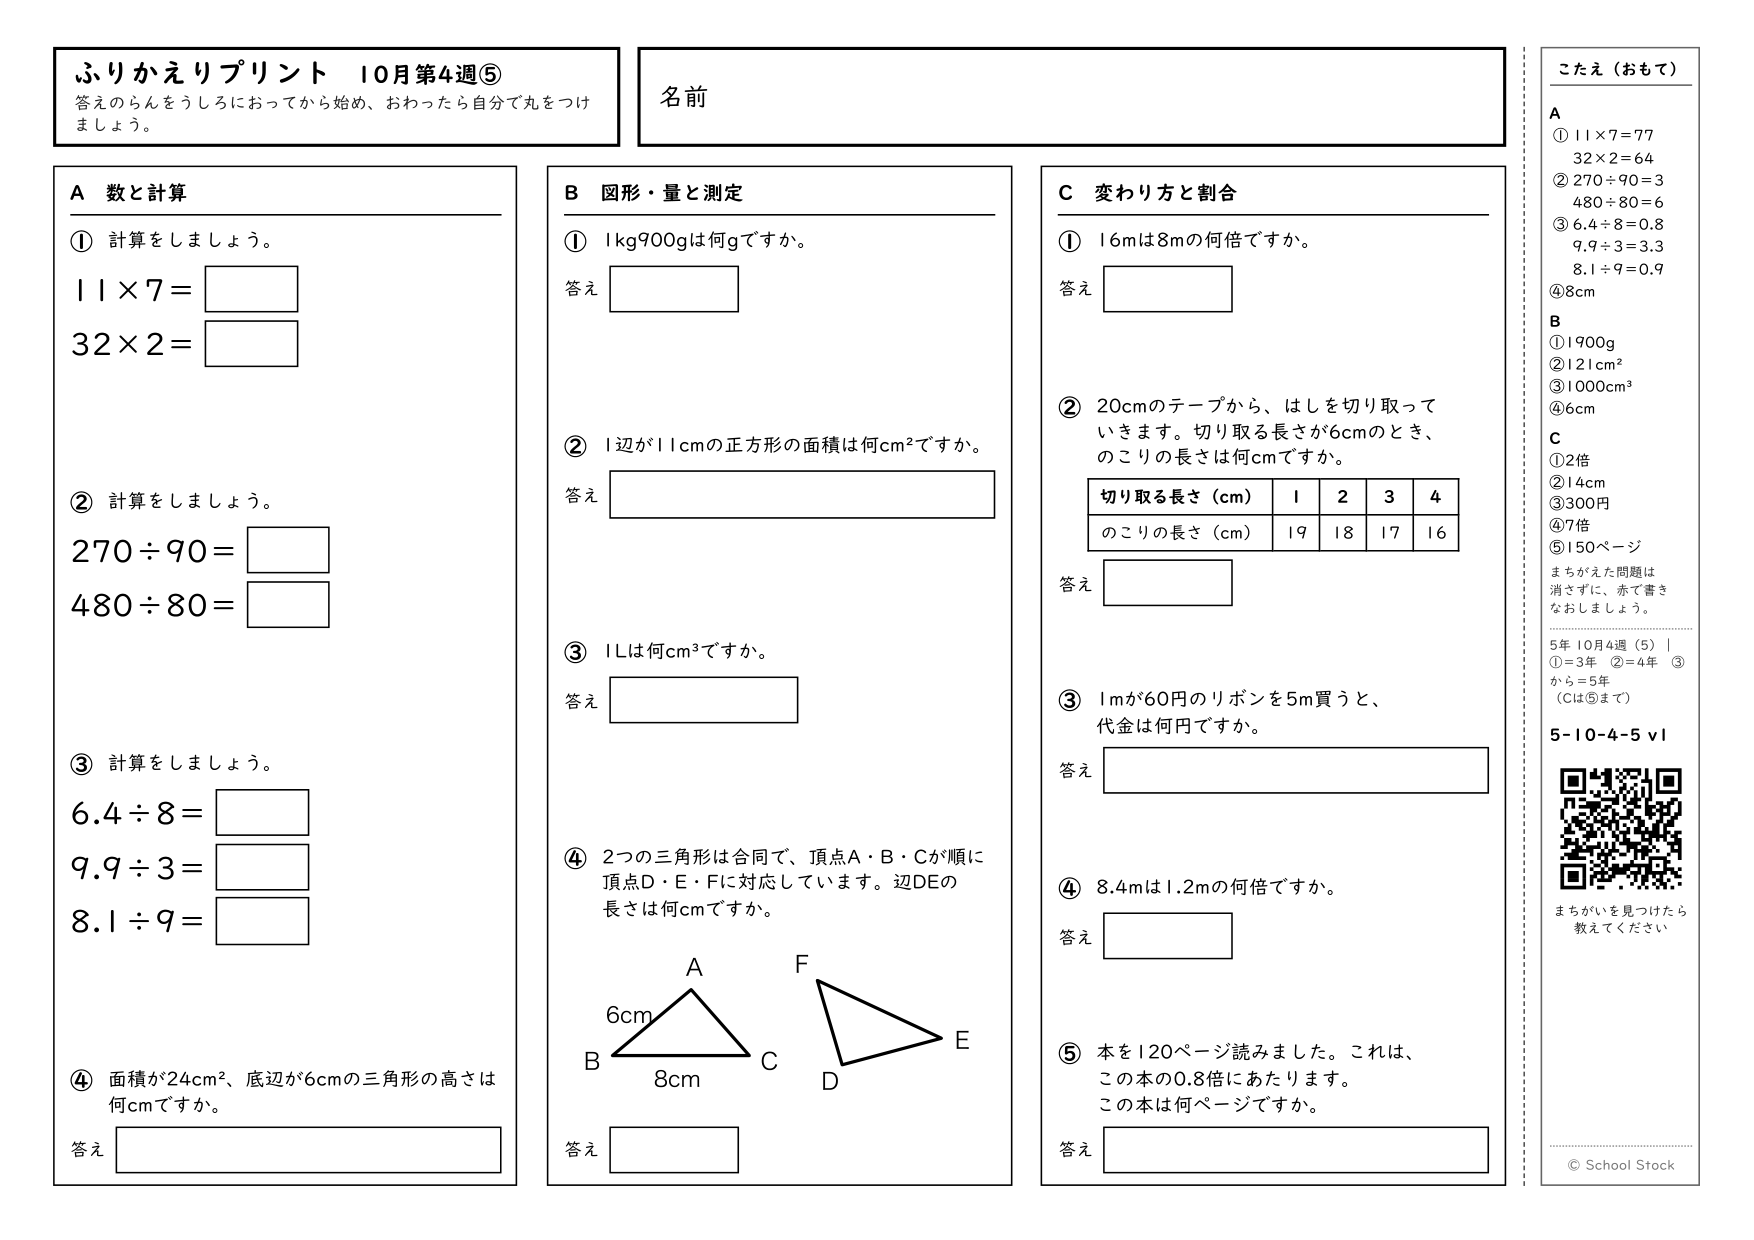 ふりかえりプリント　10月第4週⑤
答えのらんをうしろにおってから始め、おわったら自分で丸をつけ
ましょう。
名前
A　数と計算
① 計算をしましょう。
11×7＝
32×2＝
② 計算をしましょう。
270÷90＝
480÷80＝
③ 計算をしましょう。
6.4÷8＝
9.9÷3＝
8.1÷9＝
④ 面積が24cm²、底辺が6cmの三角形の高さは
何cmですか。
答え
B　図形・量と測定
① 1kg900gは何gですか。
答え
② 1辺が11cmの正方形の面積は何cm²ですか。
答え
③ 1Lは何cm³ですか。
答え
④ 2つの三角形は合同で、頂点A・B・Cが順に
頂点D・E・Fに対応しています。辺DEの
長さは何cmですか。
A
F
6cm
E
B
C
8cm
D
答え
C　変わり方と割合
① 16mは8mの何倍ですか。
答え
② 20cmのテープから、はしを切り取って
いきます。切り取る長さが6cmのとき、
のこりの長さは何cmですか。
切り取る長さ（cm） 1 2 3 4
のこりの長さ（cm） 19 18 17 16
答え
③ 1mが60円のリボンを5m買うと、
代金は何円ですか。
答え
④ 8.4mは1.2mの何倍ですか。
答え
⑤ 本を120ページ読みました。これは、
この本の0.8倍にあたります。
この本は何ページですか。
答え
こたえ（おもて）
A
① 11×7＝77
32×2＝64
② 270÷90＝3
480÷80＝6
③ 6.4÷8＝0.8
9.9÷3＝3.3
8.1÷9＝0.9
④8cm
B
①1900g
②121cm²
③1000cm³
④6cm
C
①2倍
②14cm
③300円
④7倍
⑤150ページ
まちがえた問題は
消さずに、赤で書き
なおしましょう。
5年 10月4週（5）｜
①＝3年　②＝4年　③
から＝5年
（Cは⑤まで）
5-10-4-5 v1
まちがいを見つけたら
教えてください
© School Stock